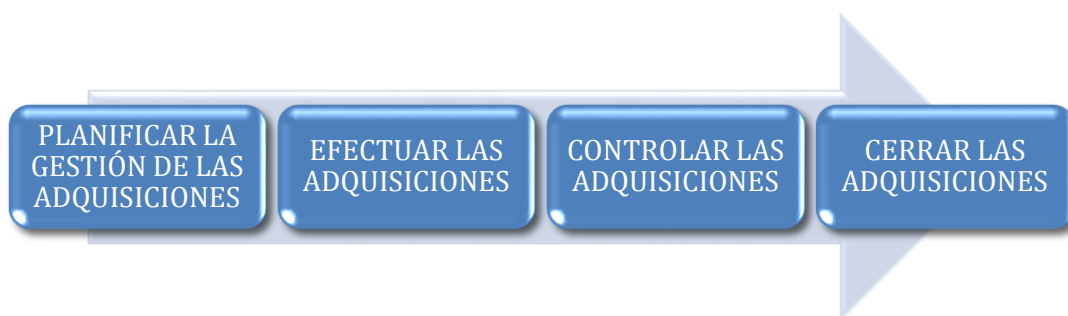 PLANIFICAR LA
GESTIÓN DE LAS
ADQUISICIONES
EFECTUAR LAS
ADQUISICIONES
CONTROLAR LAS
ADQUISICIONES
CERRAR LAS
ADQUISICIONES